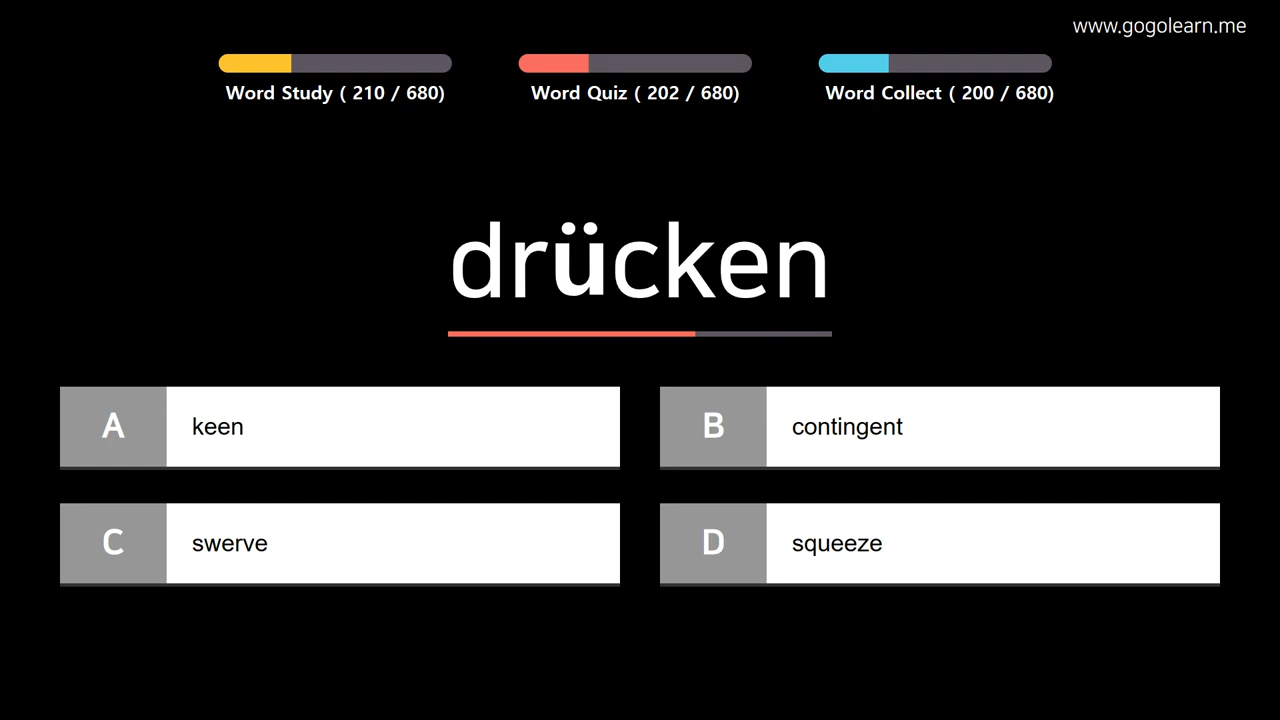 www.gogolearn.me
Word Study ( 210 / 680)
Word Quiz ( 202 / 680)
Word Collect ( 200 / 680)
drücken
A keen
B contingent
C swerve
D squeeze